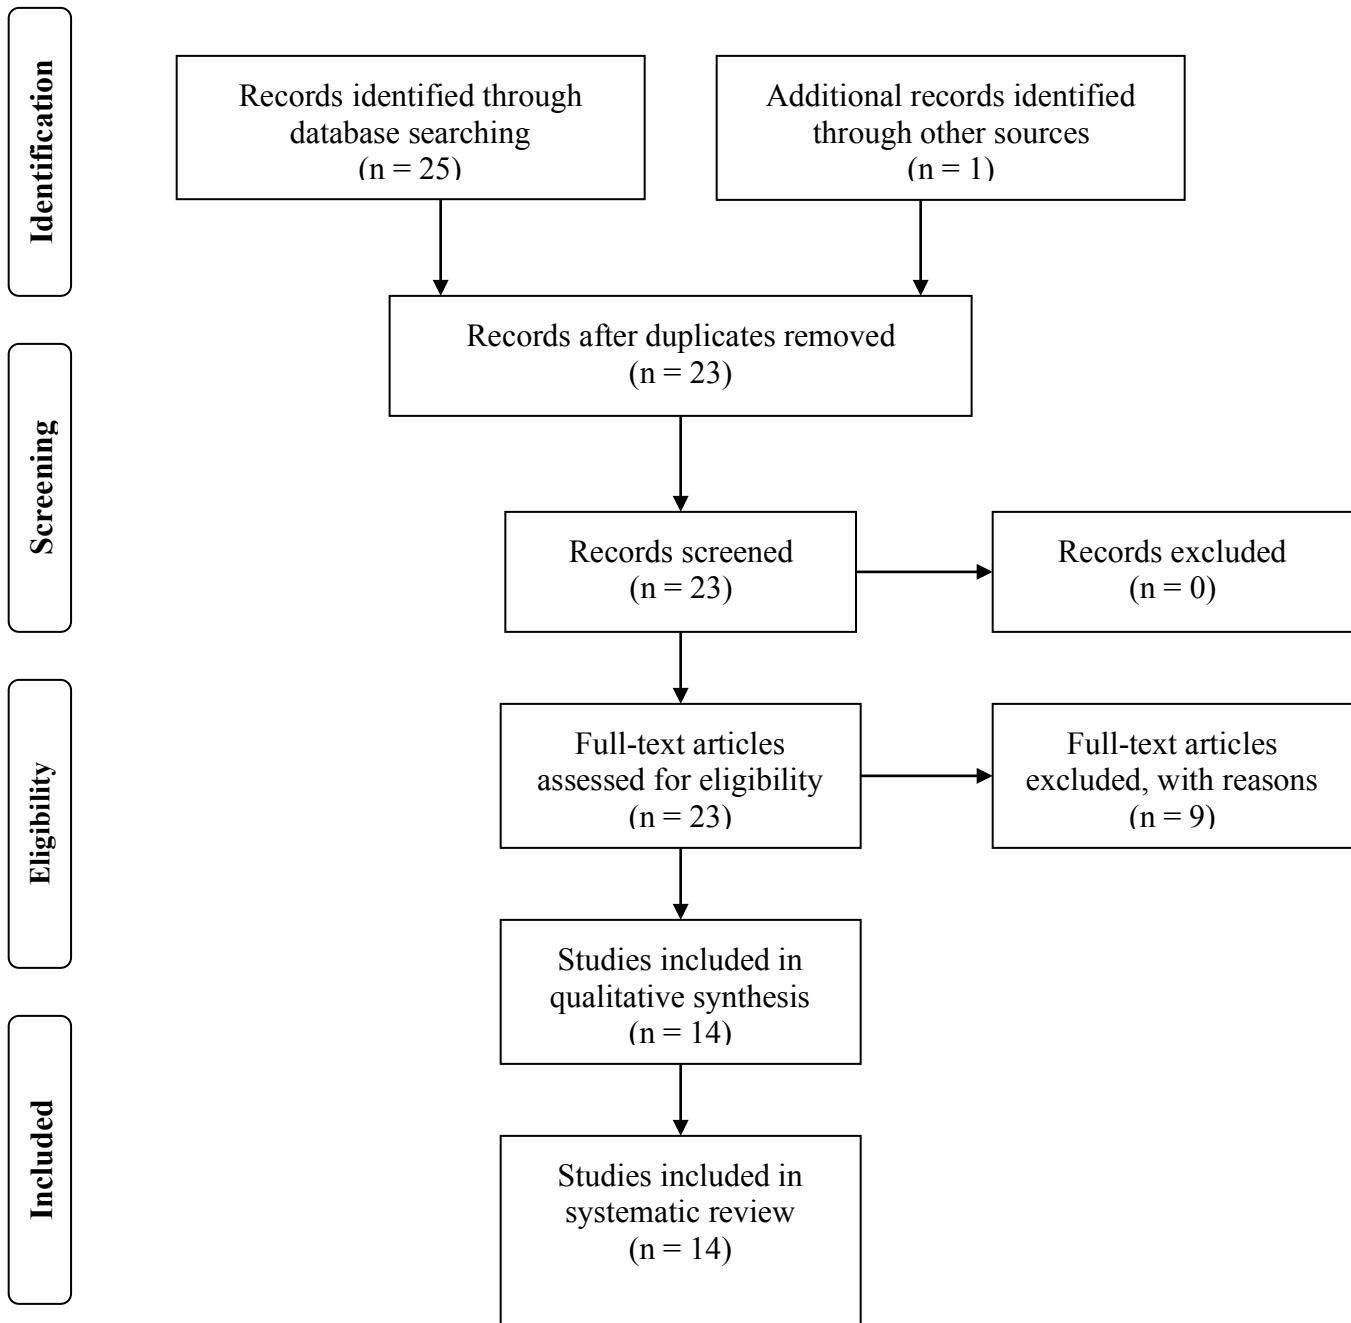 Identification
Records identified through
database searching
(n = 25)
Additional records identified
through other sources
(n = 1)
Records after duplicates removed
(n = 23)
Screening
Records screened
(n = 23)
Records excluded
(n = 0)
Eligibility
Full-text articles
assessed for eligibility
(n = 23)
Full-text articles
excluded, with reasons
(n = 9)
Studies included in
qualitative synthesis
(n = 14)
Included
Studies included in
systematic review
(n = 14)